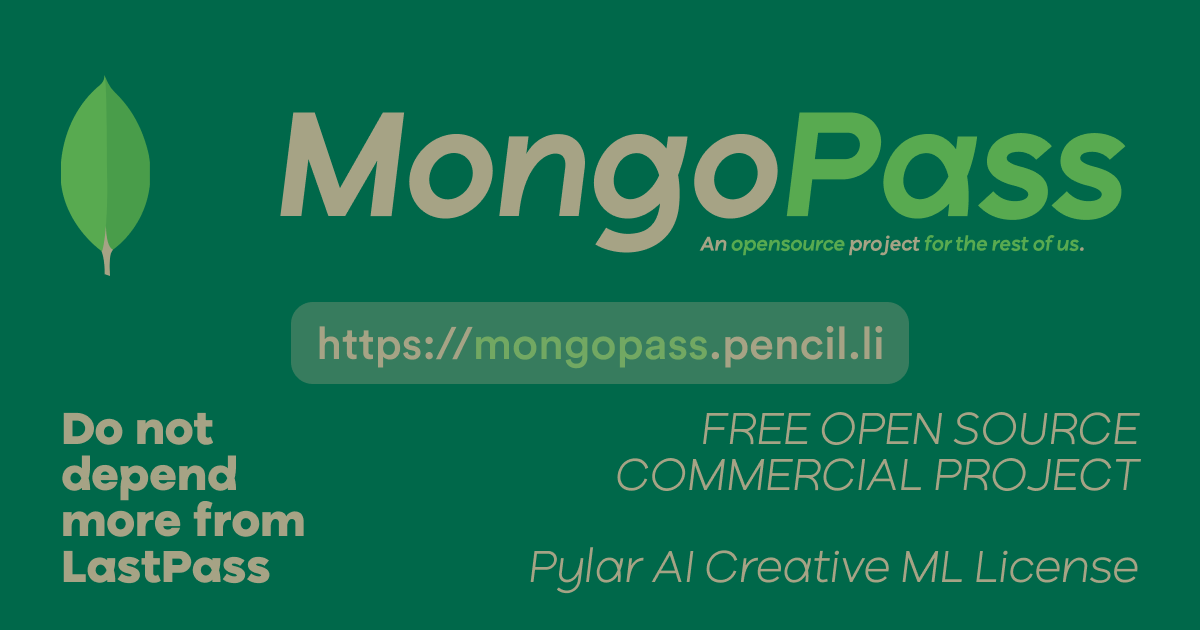 MongoPass
An opensource project for the rest of us.
https://mongopass.pencil.li
Do not
depend
more from
LastPass
FREE OPEN SOURCE
COMMERCIAL PROJECT
Pylar AI Creative ML License